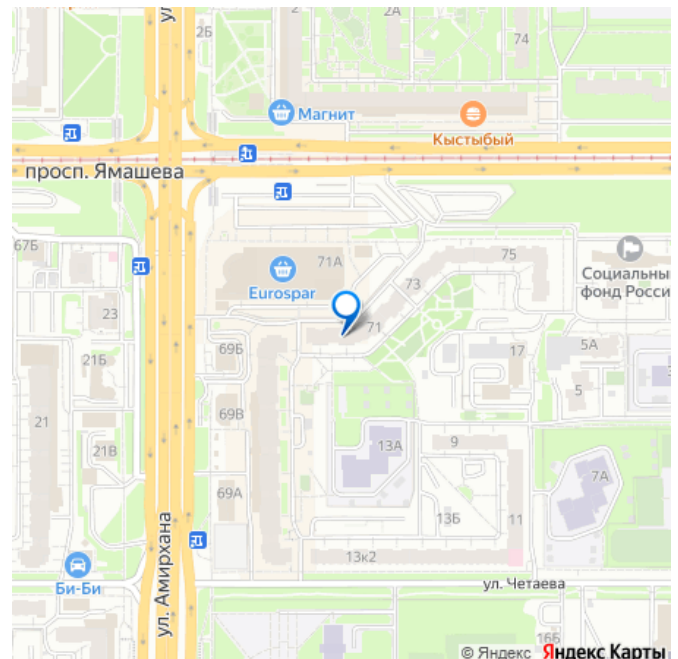 ул
2Б
2А
74
Магнит
Кыстыбый
просп. Ямашева
67Б
71А
75
Социальны
фонд Росси
Eurospar
73
23
71
69Б
17
5А
21Б
5
69В
21
13А
9
21В
7А
69А
13Б
11
ул. Амирхана
13к2
Би-Би
ул. Четаева
16Б
© Яндекс Яндекс Карты